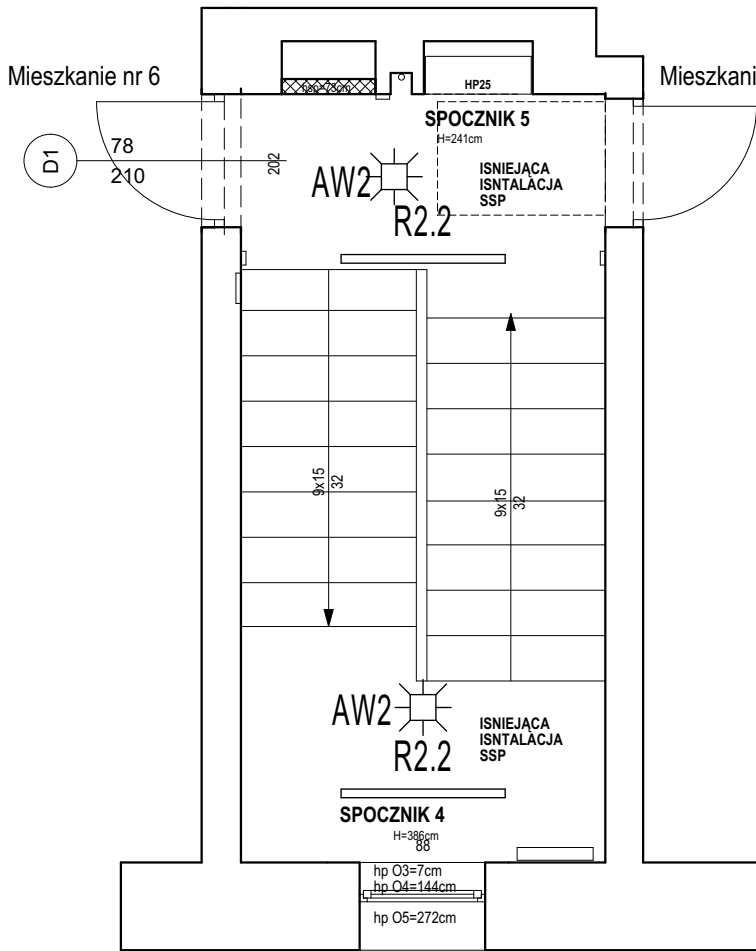 Mieszkanie nr 6
Mieszkani
hsp=73cm
HP25
SPOCZNIK 5
H=241cm
D1
78
210
202
AW2
R2.2
ISNIEJĄCA
ISNTALACJA
SSP
9x15
32
9x15
32
AW2
R2.2
ISNIEJĄCA
ISNTALACJA
SSP
SPOCZNIK 4
H=386cm
88
hp O3=7cm
hp O4=144cm
hp O5=272cm